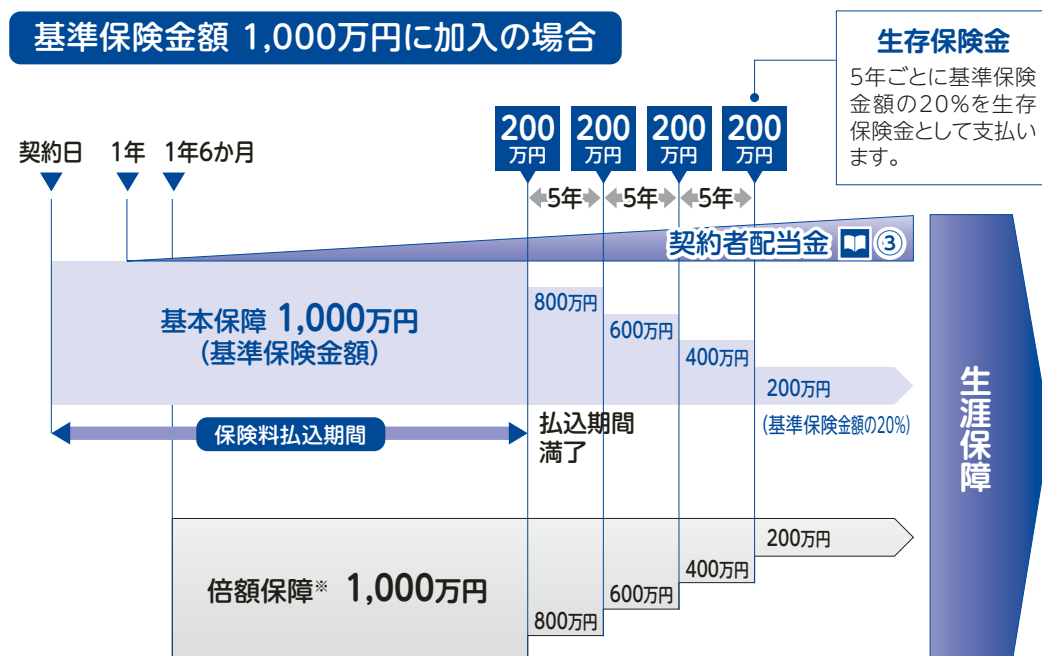 基準保険金額 1,000万円に加入の場合
生存保険金
5年ごとに基準保険
金額の20%を生存
保険金として支払い
ます。
契約日 1年 1年6か月
200 200 200 200
万円 万円 万円 万円
5年 5年 5年
契約者配当金 ③
基本保障 1,000万円
(基準保険金額)
800万円
600万円
400万円
200万円
(基準保険金額の20%)
保険料払込期間
払込期間
満了
生涯保障
倍額保障※ 1,000万円
800万円
600万円
400万円
200万円